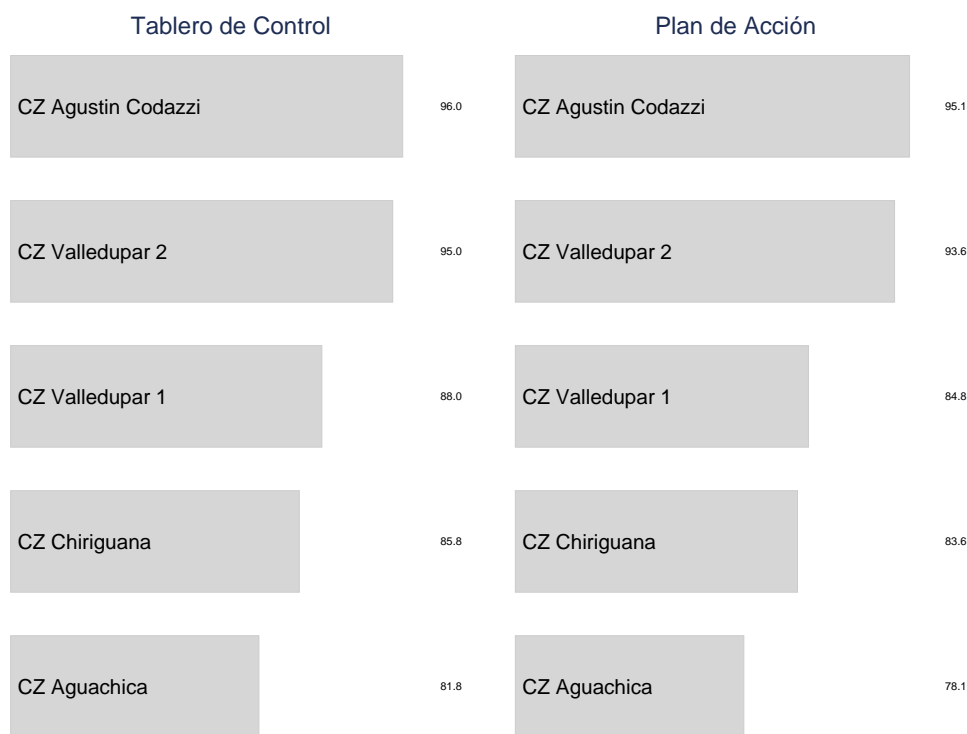 Tablero de Control
CZ Agustin Codazzi 96.0
CZ Valledupar 2 95.0
CZ Valledupar 1 88.0
CZ Chiriguana 85.8
CZ Aguachica 81.8
Plan de Acción
CZ Agustin Codazzi 95.1
CZ Valledupar 2 93.6
CZ Valledupar 1 84.8
CZ Chiriguana 83.6
CZ Aguachica 78.1